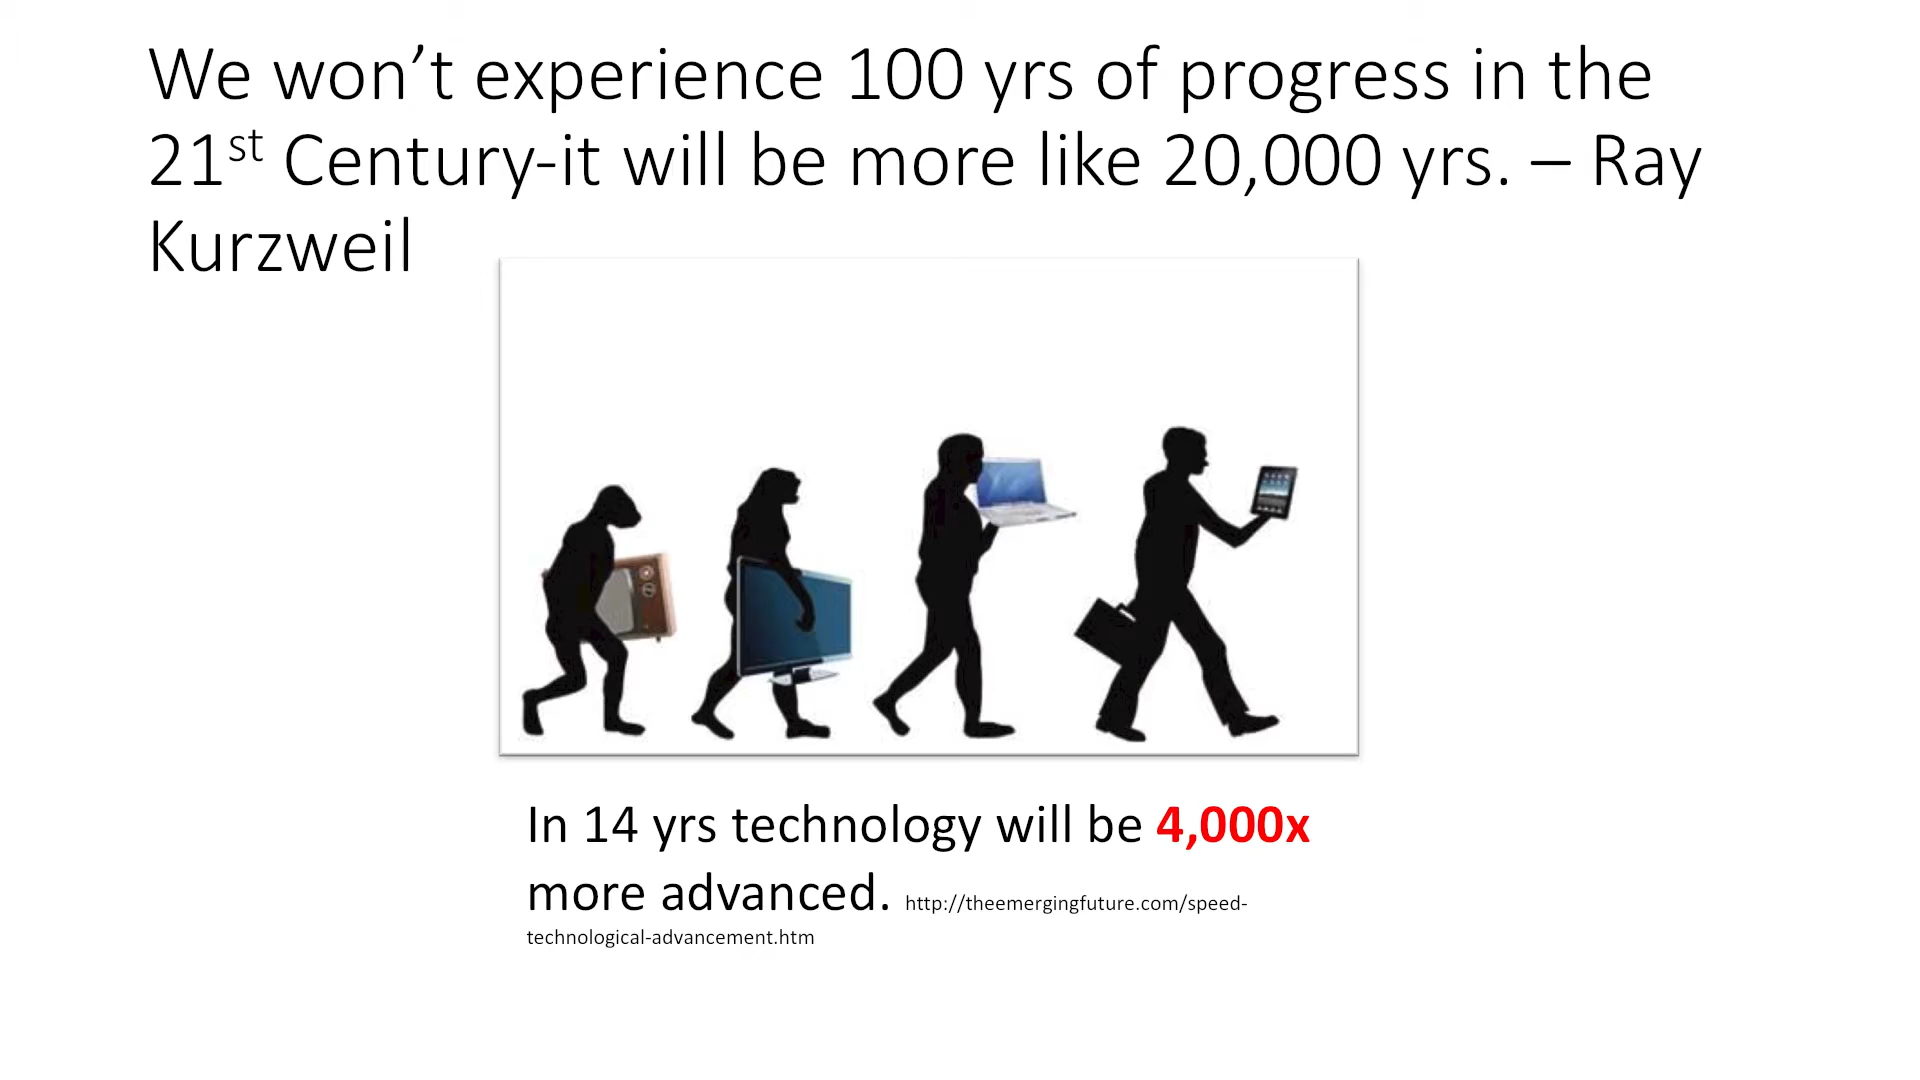 We won’t experience 100 yrs of progress in the
21st Century-it will be more like 20,000 yrs. – Ray
Kurzweil
In 14 yrs technology will be 4,000x
more advanced. http://theemergingfuture.com/speed-
technological-advancement.htm